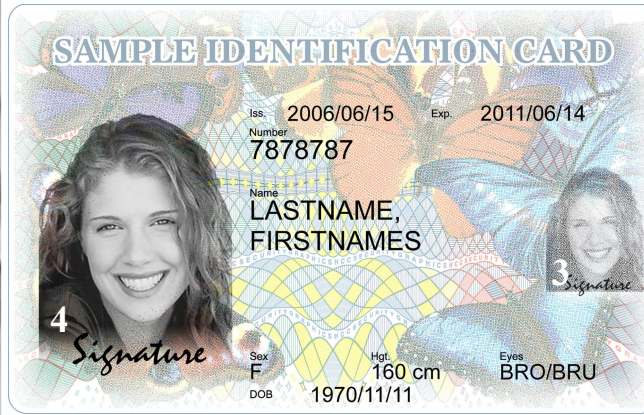 SAMPLE IDENTIFICATION CARD
Iss. 2006/06/15 Exp. 2011/06/14
Number
7878787
Name
LASTNAME,
FIRSTNAMES
3
Signature
4
Signature
Sex Hgt. Eyes
F 160 cm BRO/BRU
DOB 1970/11/11